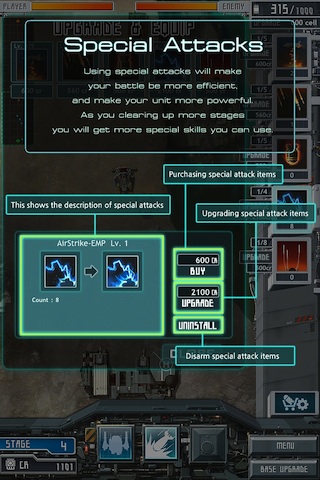 PLAYER
ENEMY
315/1000
UPGRADE & EQUIP
Special Attacks
Using special attacks will make
your battle be more efficient,
and make your unit more powerful.
As you clearing up more stages
you will get more special skills you can use.
Purchasing special attack items
This shows the description of special attacks
Upgrading special attack items
AirStrike-EMP Lv. 1
Count : 8
600 CR
BUY
2100 CR
UPGRADE
UNINSTALL
Disarm special attack items
STAGE 4
CR 1101
MENU
BASE UPGRADE